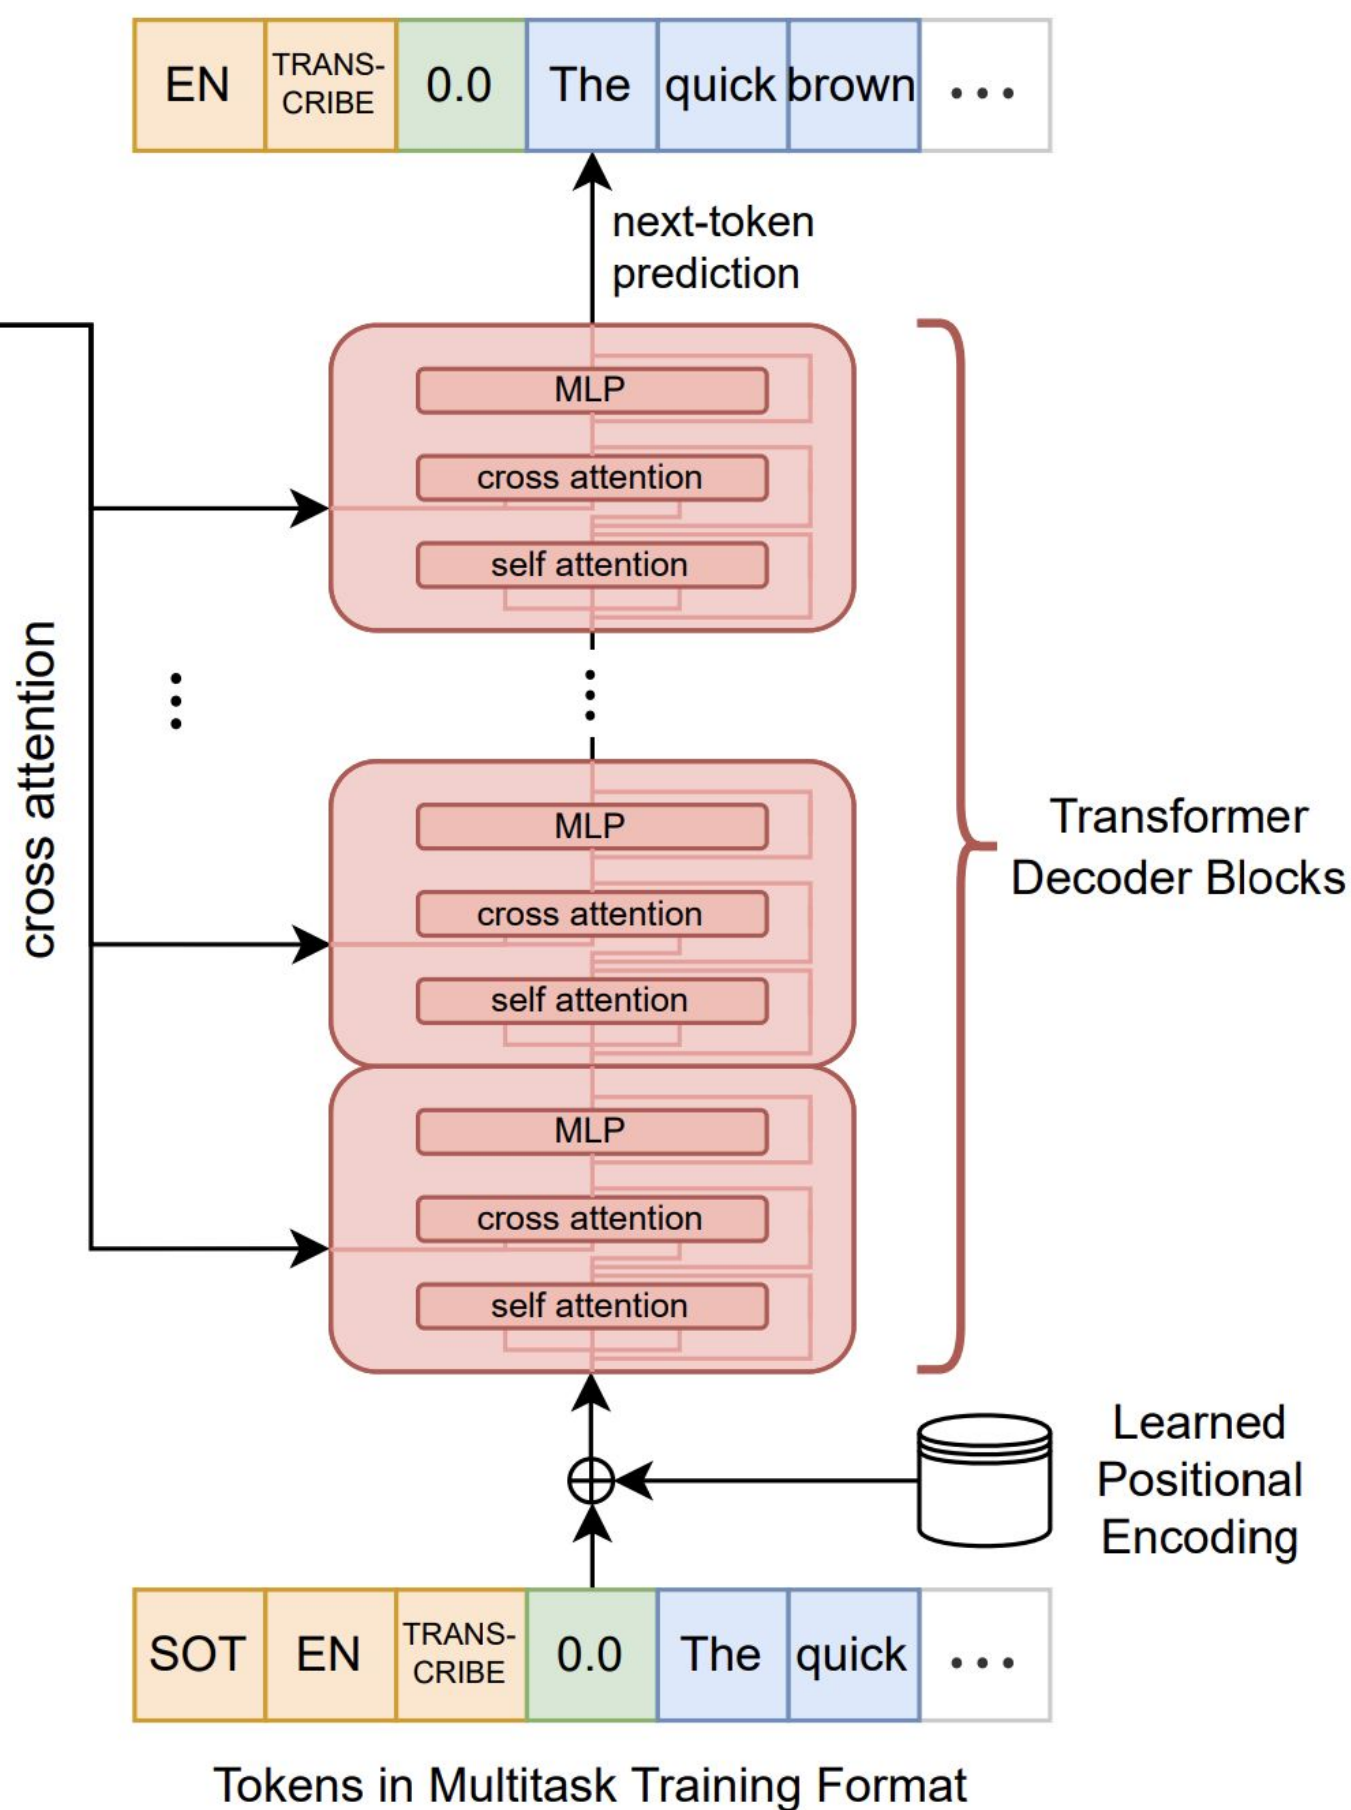 EN TRANS- 0.0 The quick brown ...
CRIBE
next-token
prediction
MLP
cross attention
self attention
cross attention
MLP
cross attention
self attention
Transformer
Decoder Blocks
MLP
cross attention
self attention
Learned
Positional
Encoding
SOT EN TRANS- 0.0 The quick ...
CRIBE
Tokens in Multitask Training Format